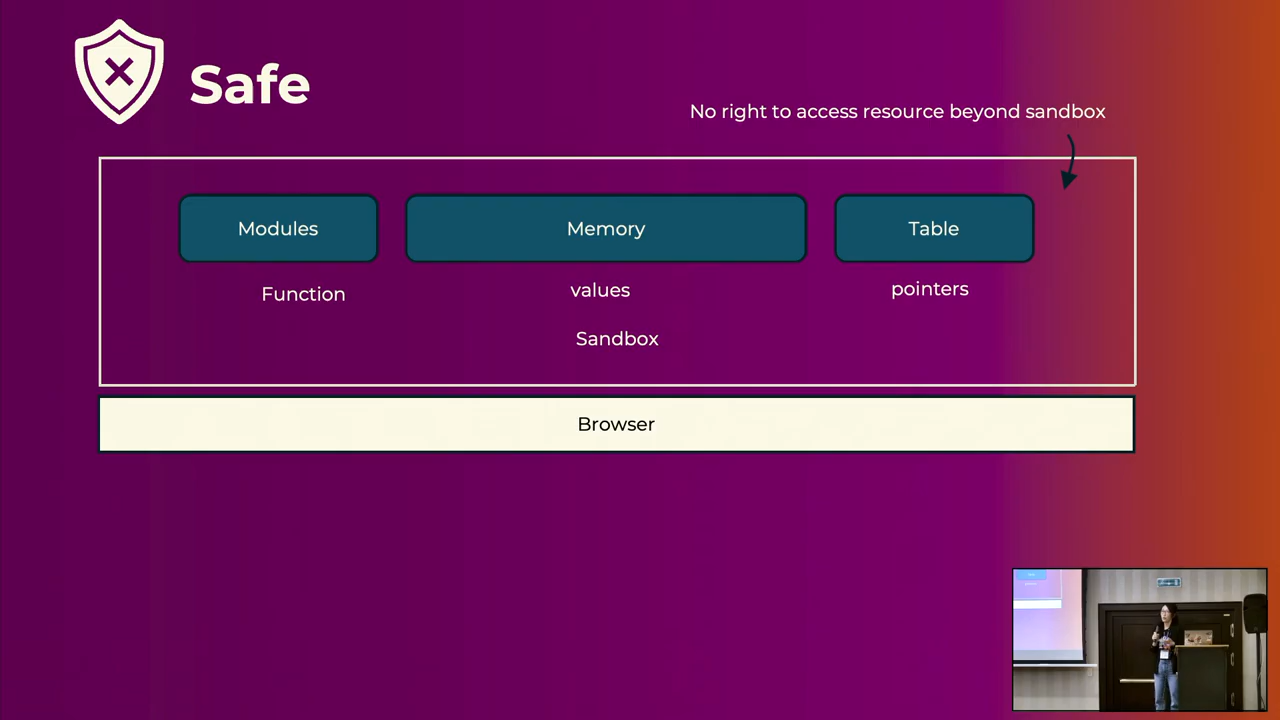 Safe
No right to access resource beyond sandbox
Modules
Memory
Table
Function
values
pointers
Sandbox
Browser